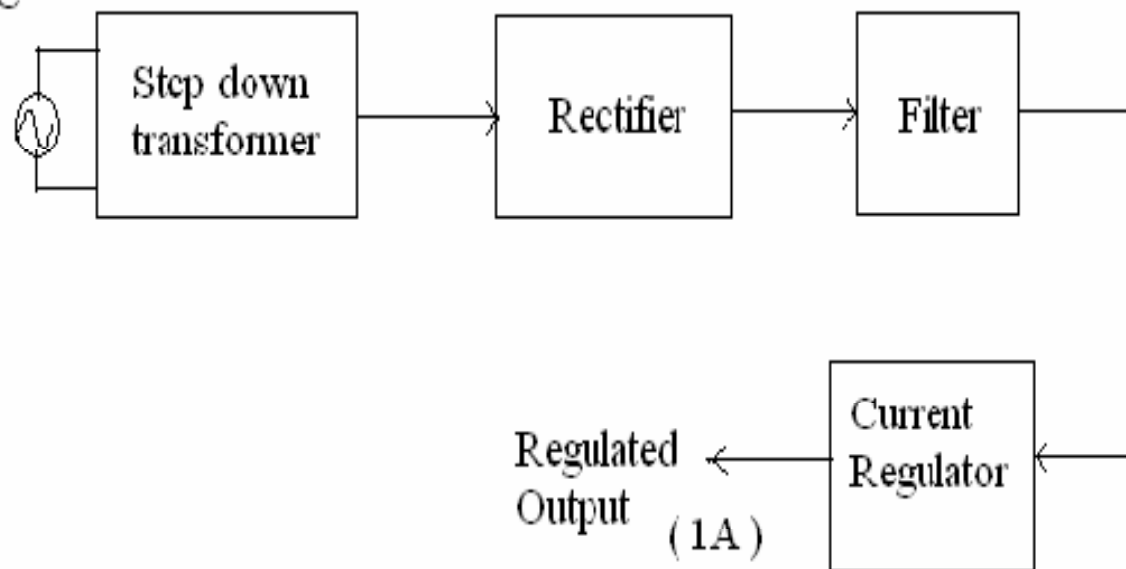 Step down
transformer
Rectifier
Filter
Current
Regulator
Regulated
Output
( 1A )